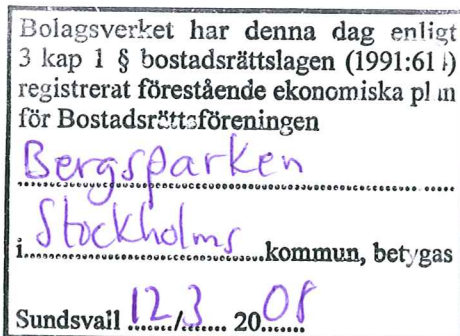 Bolagsverket har denna dag enligt
3 kap 1 § bostadsrättslagen (1991:614)
registrerat förestående ekonomiska plan
för Bostadsrättsföreningen
Bergsparken
i Stockholms kommun, betygas
Sundsvall 12/3 2008